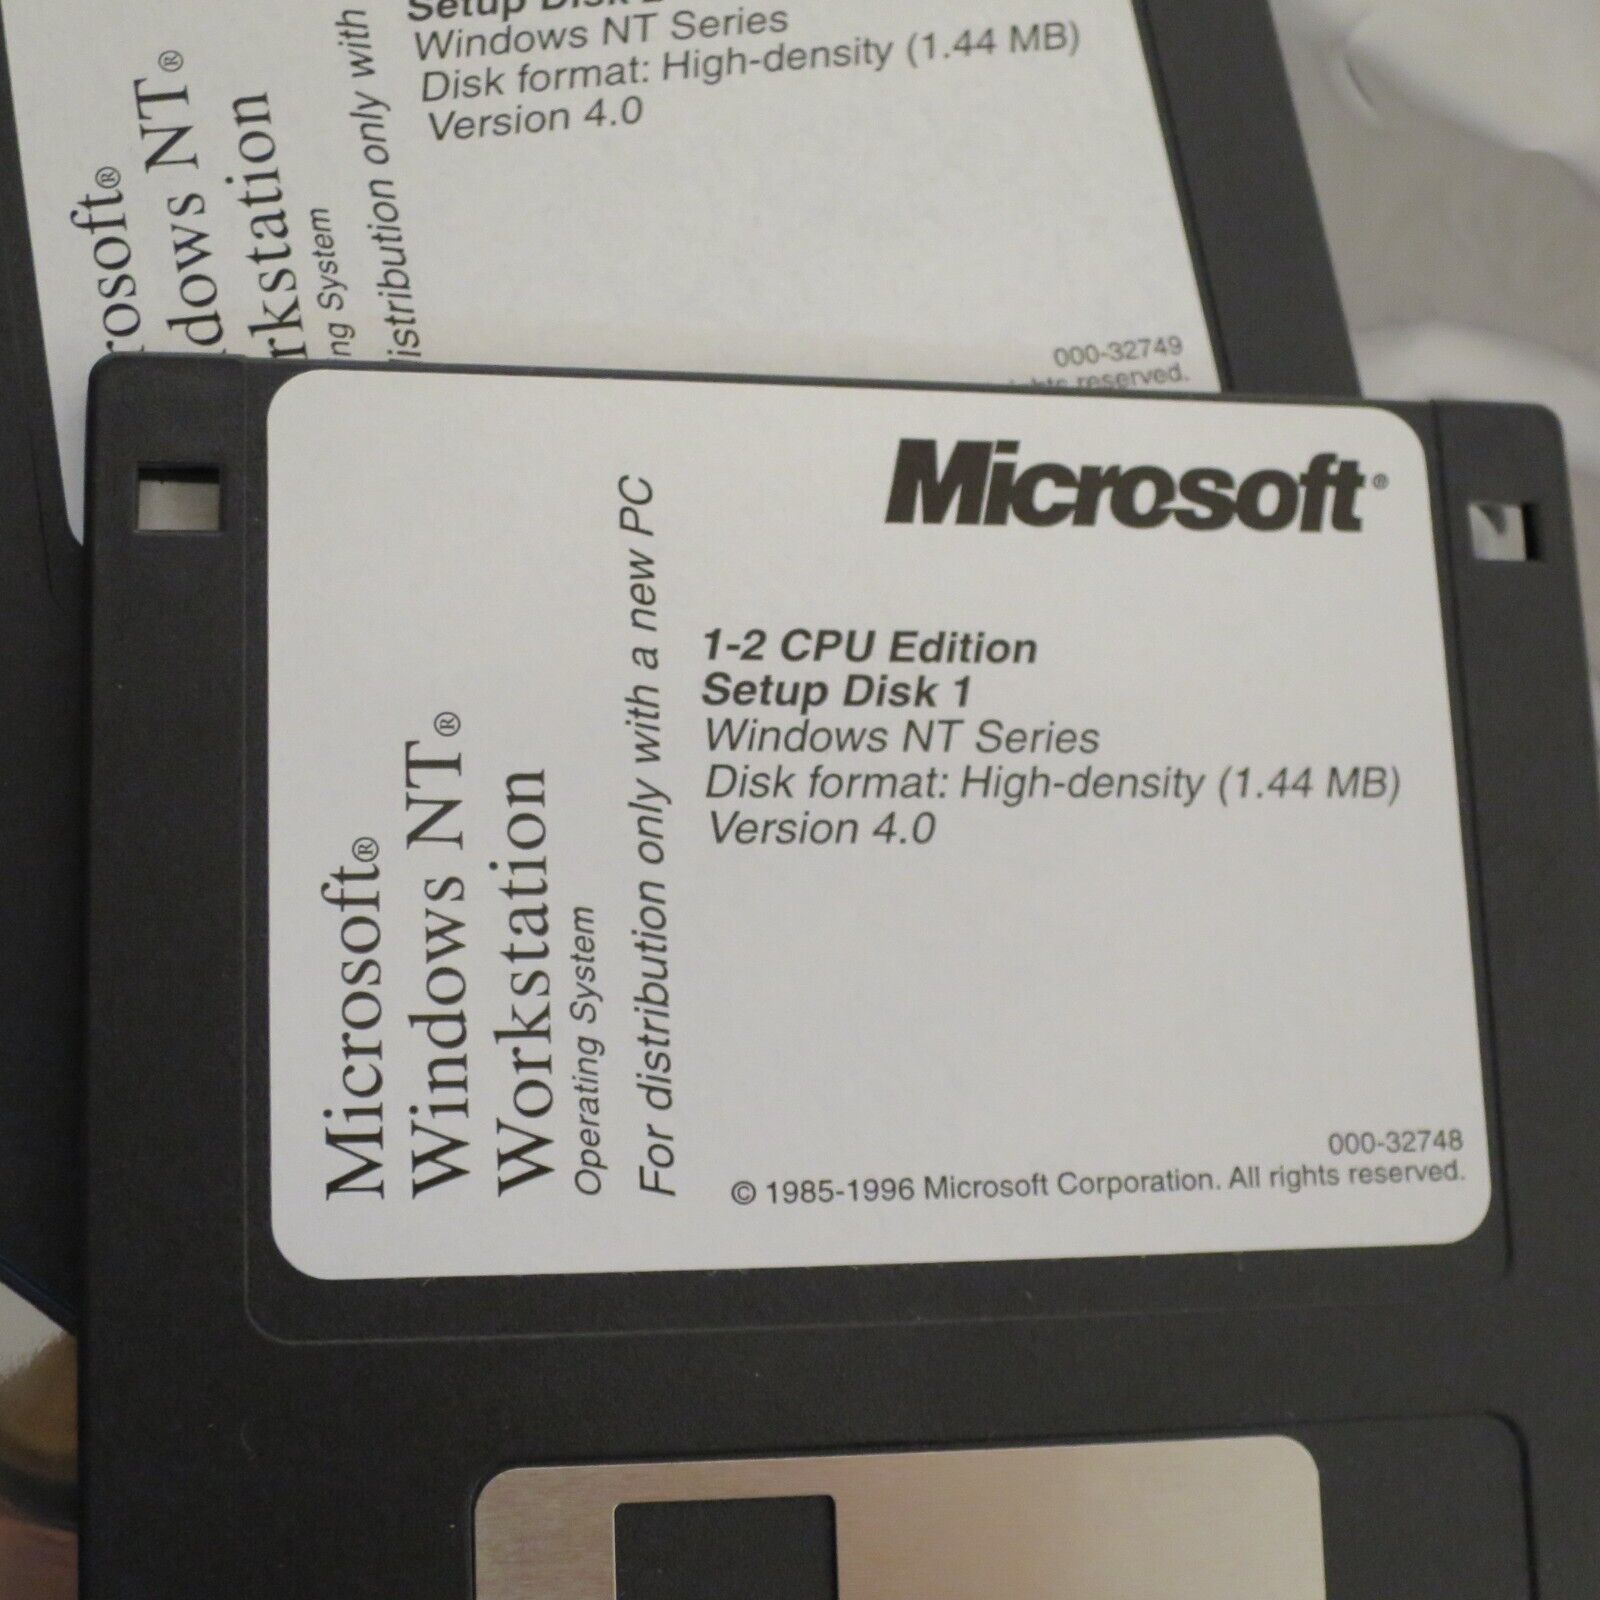 Setup Disk
Windows NT Series
Disk format: High-density (1.44 MB)
Version 4.0
rosoft®
dows NT®
rkstation
ng System
istribution only with
000-32749
reserved.
Microsoft®
1-2 CPU Edition
Setup Disk 1
Windows NT Series
Disk format: High-density (1.44 MB)
Version 4.0
Microsoft®
Windows NT®
Workstation
Operating System
For distribution only with a new PC
000-32748
© 1985-1996 Microsoft Corporation. All rights reserved.